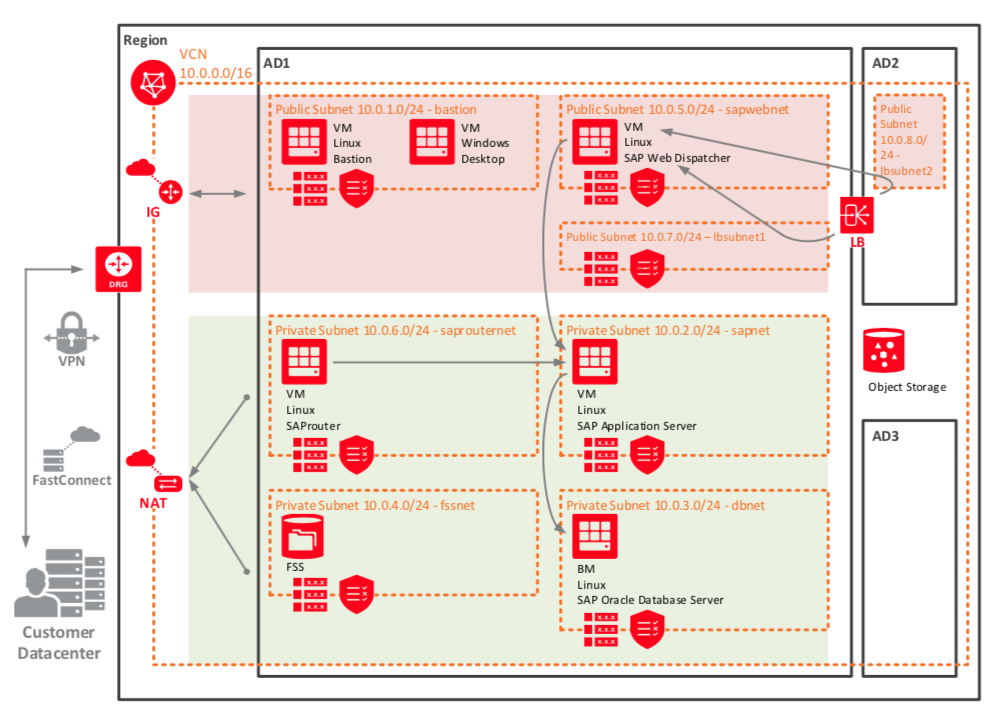 Region
VCN
10.0.0.0/16
AD1
AD2
Public Subnet 10.0.1.0/24 - bastion
VM
Linux
Bastion
VM
Windows
Desktop
x.x.x
x.x.x
x.x.x
Public Subnet 10.0.5.0/24 - sapwebnet
VM
Linux
SAP Web Dispatcher
x.x.x
x.x.x
x.x.x
Public
Subnet
10.0.8.0/
24 -
lbsubnet2
IG
LB
Public Subnet 10.0.7.0/24 – lbsubnet1
x.x.x
x.x.x
x.x.x
DRG
VPN
FastConnect
NAT
Customer
Datacenter
Private Subnet 10.0.6.0/24 - saprouternet
VM
Linux
SAProuter
x.x.x
x.x.x
x.x.x
Private Subnet 10.0.2.0/24 - sapnet
VM
Linux
SAP Application Server
x.x.x
x.x.x
x.x.x
Object Storage
AD3
Private Subnet 10.0.4.0/24 - fssnet
FSS
x.x.x
x.x.x
x.x.x
Private Subnet 10.0.3.0/24 - dbnet
BM
Linux
SAP Oracle Database Server
x.x.x
x.x.x
x.x.x